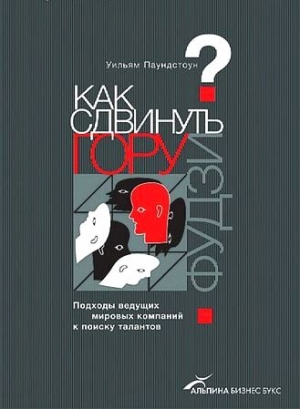 Уильям Паундстоун
КАК
СДВИНУТЬ
ГОРУ
ФУДЗИ
?
Подходы ведущих
мировых компаний
к поиску талантов
АЛЬПИНА БИЗНЕС БУКС